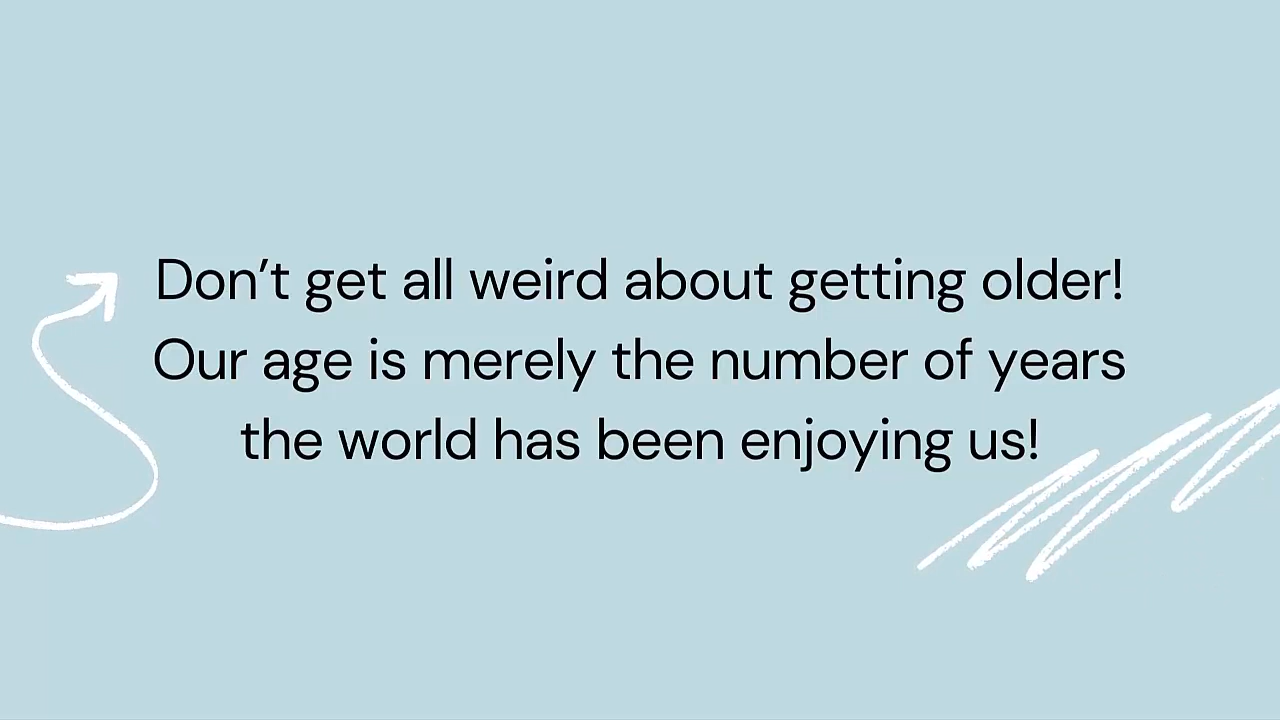 Don’t get all weird about getting older!
Our age is merely the number of years
the world has been enjoying us!